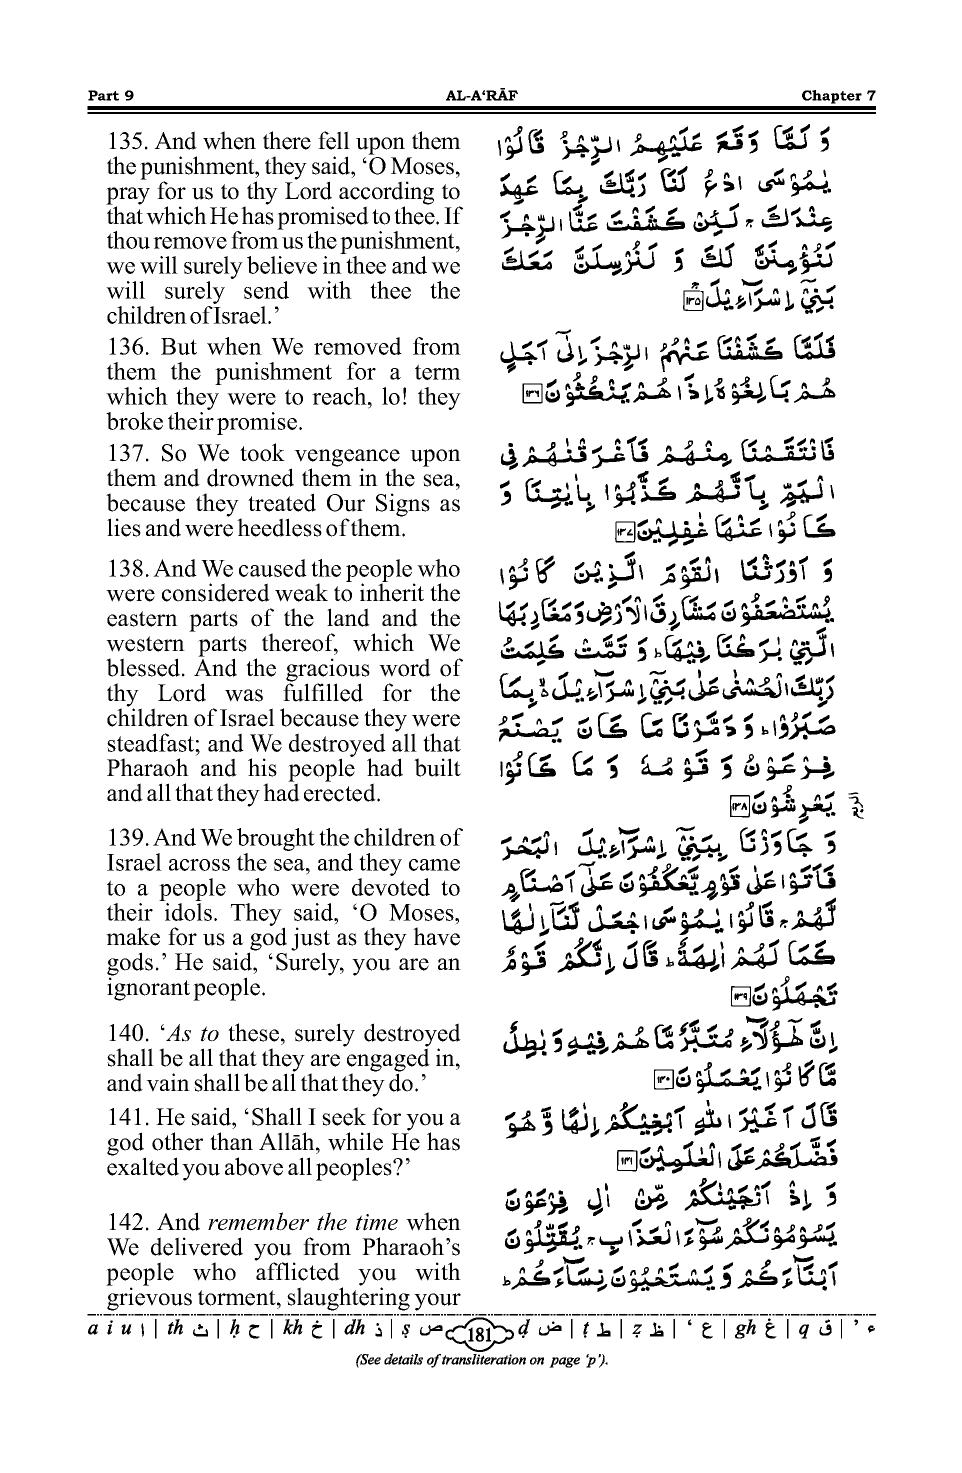 Part 9 AL-A‘RĀF Chapter 7
135. And when there fell upon them
the punishment, they said, ‘O Moses,
pray for us to thy Lord according to
that which He has promised to thee. If
thou remove from us the punishment,
we will surely believe in thee and we
will surely send with thee the
children of Israel.’
136. But when We removed from
them the punishment for a term
which they were to reach, lo! they
broke their promise.
137. So We took vengeance upon
them and drowned them in the sea,
because they treated Our Signs as
lies and were heedless of them.
138. And We caused the people who
were considered weak to inherit the
eastern parts of the land and the
western parts thereof, which We
blessed. And the gracious word of
thy Lord was fulfilled for the
children of Israel because they were
steadfast; and We destroyed all that
Pharaoh and his people had built
and all that they had erected.
139. And We brought the children of
Israel across the sea, and they came
to a people who were devoted to
their idols. They said, ‘O Moses,
make for us a god just as they have
gods.’ He said, ‘Surely, you are an
ignorant people.
140. ‘As to these, surely destroyed
shall be all that they are engaged in,
and vain shall be all that they do.’
141. He said, ‘Shall I seek for you a
god other than Allāh, while He has
exalted you above all peoples?’
142. And remember the time when
We delivered you from Pharaoh’s
people who afflicted you with
grievous torment, slaughtering your
وَ لَمَّا وَقَعَ عَلَيْهِمُ الرِّجْزُ قَالُوْا
يٰمُوْسَى ادْعُ لَنَا رَبَّكَ بِمَا عَهِدَ
عِنْدَكَ ۚ لَئِنْ كَشَفْتَ عَنَّا الرِّجْزَ
لَنُؤْمِنَنَّ لَكَ وَ لَنُرْسِلَنَّ مَعَكَ
بَنِيْۤ اِسْرَآءِيْلَ ۚ ۱۳۵
فَلَمَّا كَشَفْنَا عَنْهُمُ الرِّجْزَ اِلٰۤى اَجَلٍ
هُمْ بَالِغُوْهُ اِذَا هُمْ يَنْكُثُوْنَ ۱۳۶
فَانْتَقَمْنَا مِنْهُمْ فَاَغْرَقْنٰهُمْ فِى
الْيَمِّ بِاَنَّهُمْ كَذَّبُوْا بِاٰيٰتِنَا وَ
كَانُوْا عَنْهَا غٰفِلِيْنَ ۱۳۷
وَ اَوْرَثْنَا الْقَوْمَ الَّذِيْنَ كَانُوْا
يُسْتَضْعَفُوْنَ مَشَارِقَ الْاَرْضِ وَ مَغَارِبَهَا
الَّتِيْ بٰرَكْنَا فِيْهَا ؕ وَ تَمَّتْ كَلِمَتُ
رَبِّكَ الْحُسْنٰى عَلٰى بَنِيْۤ اِسْرَآءِيْلَ ۙ۬ بِمَا
صَبَرُوْا ؕ وَ دَمَّرْنَا مَا كَانَ يَصْنَعُ
فِرْعَوْنُ وَ قَوْمُهٗ وَ مَا كَانُوْا
يَعْرِشُوْنَ ۱۳۸ الربع
وَ جَاوَزْنَا بِبَنِيْۤ اِسْرَآءِيْلَ الْبَحْرَ
فَاَتَوْا عَلٰى قَوْمٍ يَّعْكُفُوْنَ عَلٰۤى اَصْنَامٍ
لَّهُمْ ۚ قَالُوْا يٰمُوْسَى اجْعَلْ لَّنَاۤ اِلٰهًا
كَمَا لَهُمْ اٰلِهَةٌ ؕ قَالَ اِنَّكُمْ قَوْمٌ
تَجْهَلُوْنَ ۱۳۹
اِنَّ هٰۤؤُلَآءِ مُتَبَّرٌ مَّا هُمْ فِيْهِ وَ بٰطِلٌ
مَّا كَانُوْا يَعْمَلُوْنَ ۱۴۰
قَالَ اَغَيْرَ اللّٰهِ اَبْغِيْكُمْ اِلٰهًا وَّ هُوَ
فَضَّلَكُمْ عَلَى الْعٰلَمِيْنَ ۱۴۱
وَ اِذْ اَنْجَيْنٰكُمْ مِّنْ اٰلِ فِرْعَوْنَ
يَسُوْمُوْنَكُمْ سُوْٓءَ الْعَذَابِ ۚ يُقَتِّلُوْنَ
اَبْنَآءَكُمْ وَ يَسْتَحْيُوْنَ نِسَآءَكُمْ ؕ
a i u ا | th ث | ḥ ح | kh خ | dh ذ | ṣ ص 181 ḍ ض | ṭ ط | ẓ ظ | ‘ ع | gh غ | q ق | ’ ء
(See details of transliteration on page ‘p’).